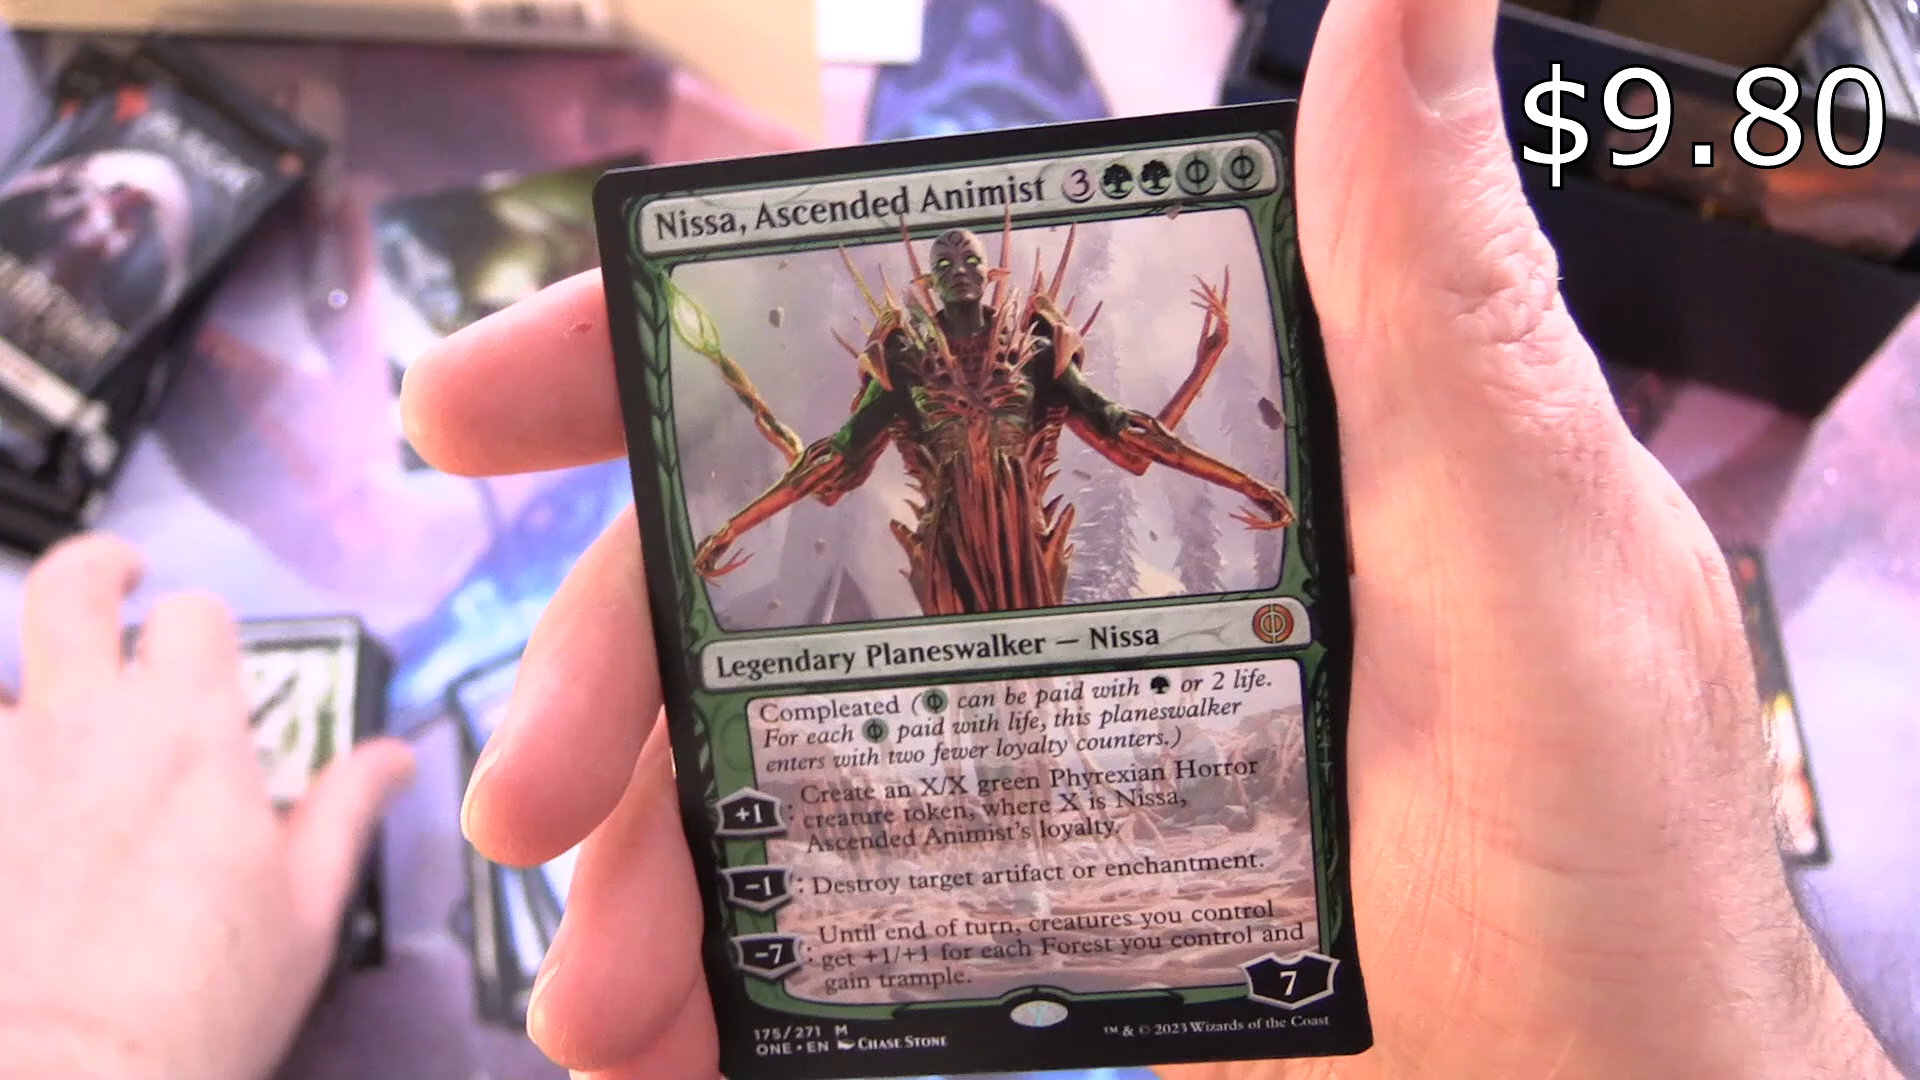 $9.80
Nissa, Ascended Animist 3
Legendary Planeswalker — Nissa
Compleated ( can be paid with or 2 life.
For each paid with life, this planeswalker
enters with two fewer loyalty counters.)
+1: Create an X/X green Phyrexian Horror
creature token, where X is Nissa,
Ascended Animist's loyalty.
-1: Destroy target artifact or enchantment.
-7: Until end of turn, creatures you control
get +1/+1 for each Forest you control and
gain trample.
7
175/271 M
ONE • EN Chase Stone
™ & © 2023 Wizards of the Coast